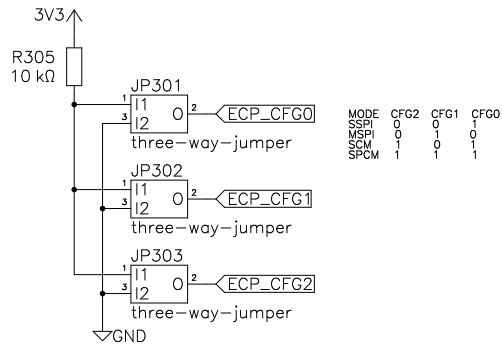 3V3
R305
10 kΩ
JP301
1 I1 O 2 ECP_CFG0
3 I2
three-way-jumper
MODE CFG2 CFG1 CFG0
SSPI 0 0 1
MSPI 0 1 0
SCM 1 0 1
SPCM 1 1 1
JP302
1 I1 O 2 ECP_CFG1
3 I2
three-way-jumper
JP303
1 I1 O 2 ECP_CFG2
3 I2
three-way-jumper
GND